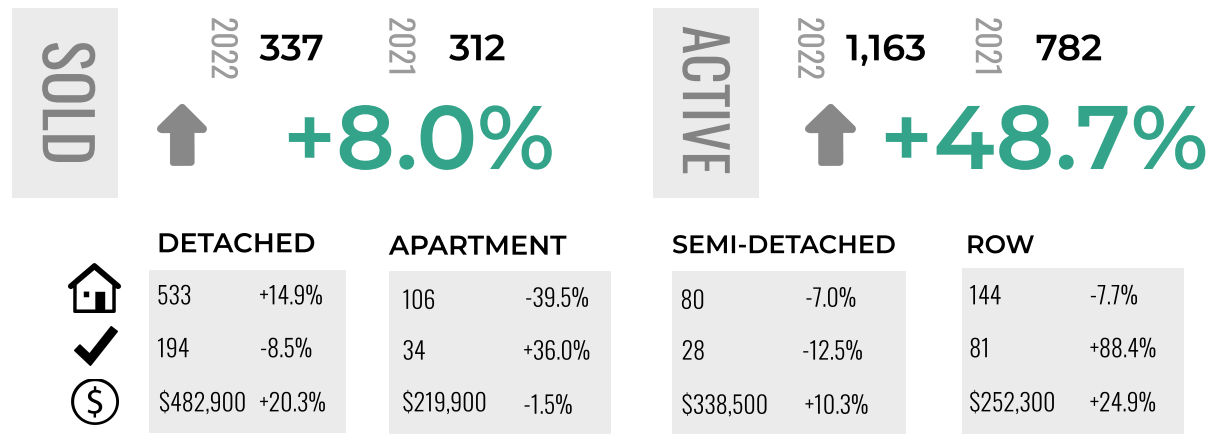 SOLD
2022 337 2021 312
+8.0%
ACTIVE
2022 1,163 2021 782
+48.7%
DETACHED
533 +14.9%
194 -8.5%
$482,900 +20.3%
APARTMENT
106 -39.5%
34 +36.0%
$219,900 -1.5%
SEMI-DETACHED
80 -7.0%
28 -12.5%
$338,500 +10.3%
ROW
144 -7.7%
81 +88.4%
$252,300 +24.9%
$